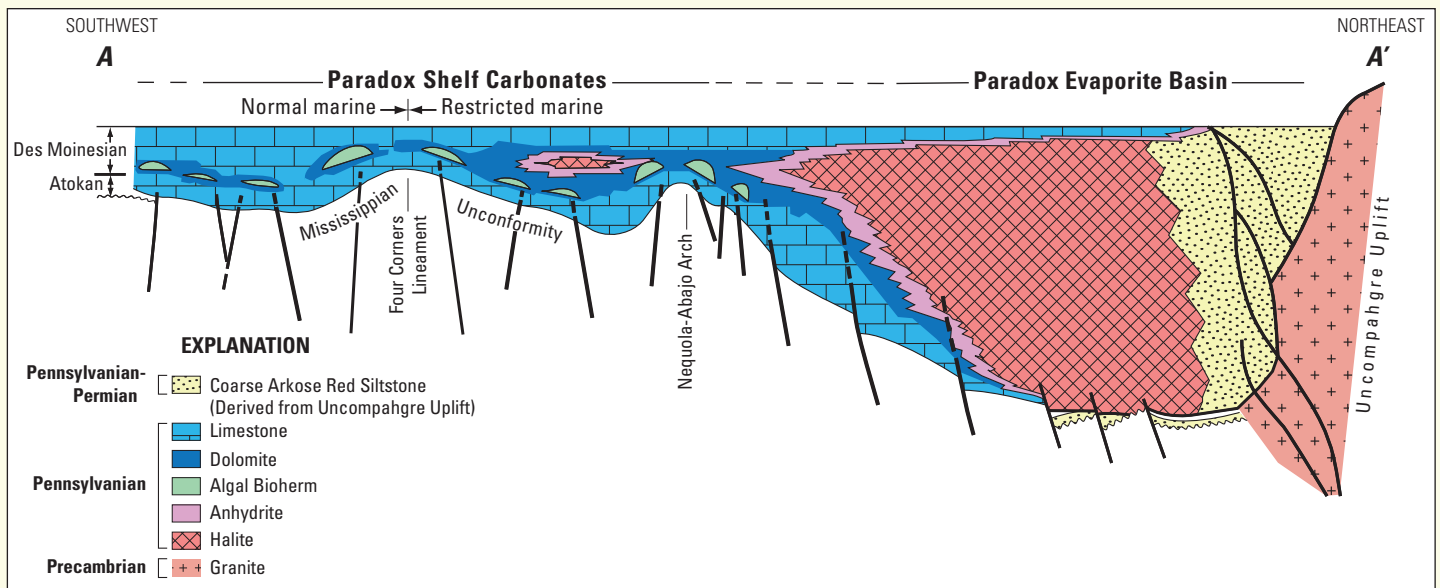 SOUTHWEST
NORTHEAST
A
A′
Paradox Shelf Carbonates
Paradox Evaporite Basin
Normal marine
Restricted marine
Des Moinesian
Atokan
Mississippian
Unconformity
Four Corners
Lineament
Nequola-Abajo Arch
Uncompahgre Uplift
EXPLANATION
Pennsylvanian-
Permian
Coarse Arkose Red Siltstone
(Derived from Uncompahgre Uplift)
Limestone
Dolomite
Pennsylvanian
Algal Bioherm
Anhydrite
Halite
Precambrian
Granite